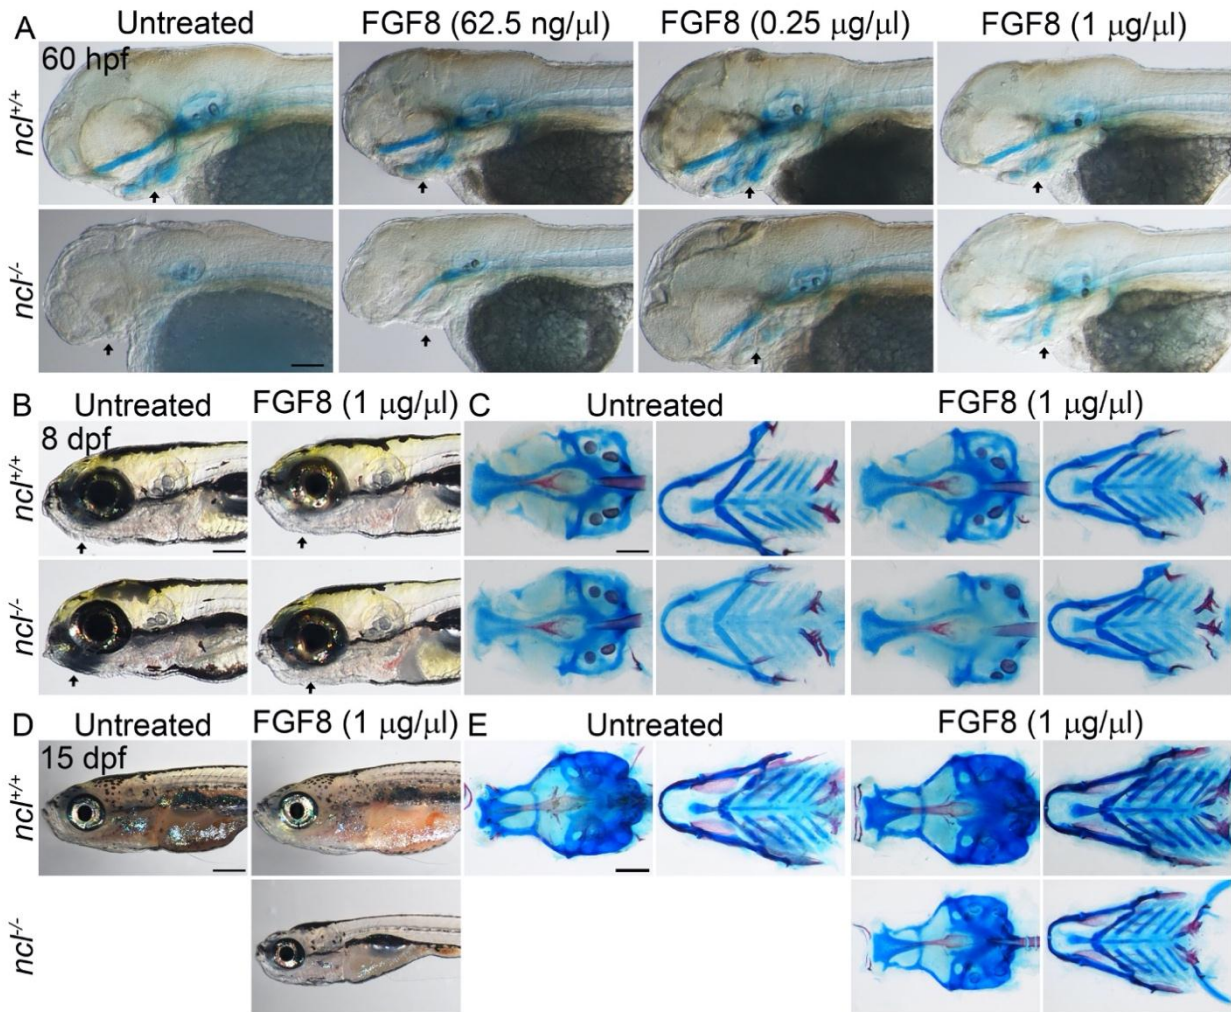 A Untreated FGF8 (62.5 ng/μl) FGF8 (0.25 μg/μl) FGF8 (1 μg/μl)
60 hpf
ncl+/+
ncl-/-
B Untreated FGF8 (1 μg/μl) C Untreated FGF8 (1 μg/μl)
8 dpf
ncl+/+
ncl-/-
D Untreated FGF8 (1 μg/μl) E Untreated FGF8 (1 μg/μl)
15 dpf
ncl+/+
ncl-/-